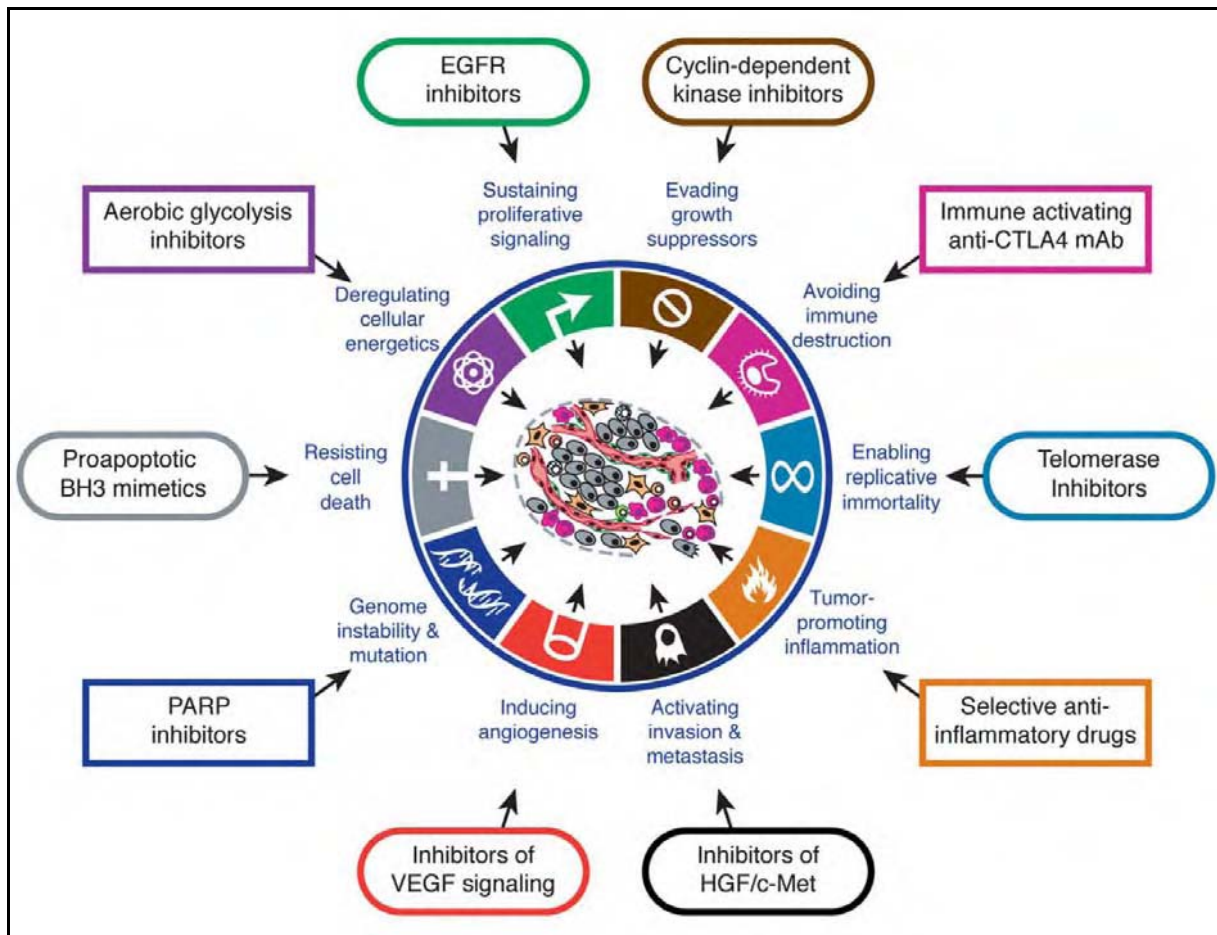 EGFR
inhibitors
Cyclin-dependent
kinase inhibitors
Sustaining
proliferative
signaling
Evading
growth
suppressors
Aerobic glycolysis
inhibitors
Immune activating
anti-CTLA4 mAb
Deregulating
cellular
energetics
Avoiding
immune
destruction
Proapoptotic
BH3 mimetics
Resisting
cell
death
Enabling
replicative
immortality
Telomerase
Inhibitors
Genome
instability &
mutation
Tumor-
promoting
inflammation
PARP
inhibitors
Inducing
angiogenesis
Activating
invasion &
metastasis
Selective anti-
inflammatory drugs
Inhibitors of
VEGF signaling
Inhibitors of
HGF/c-Met